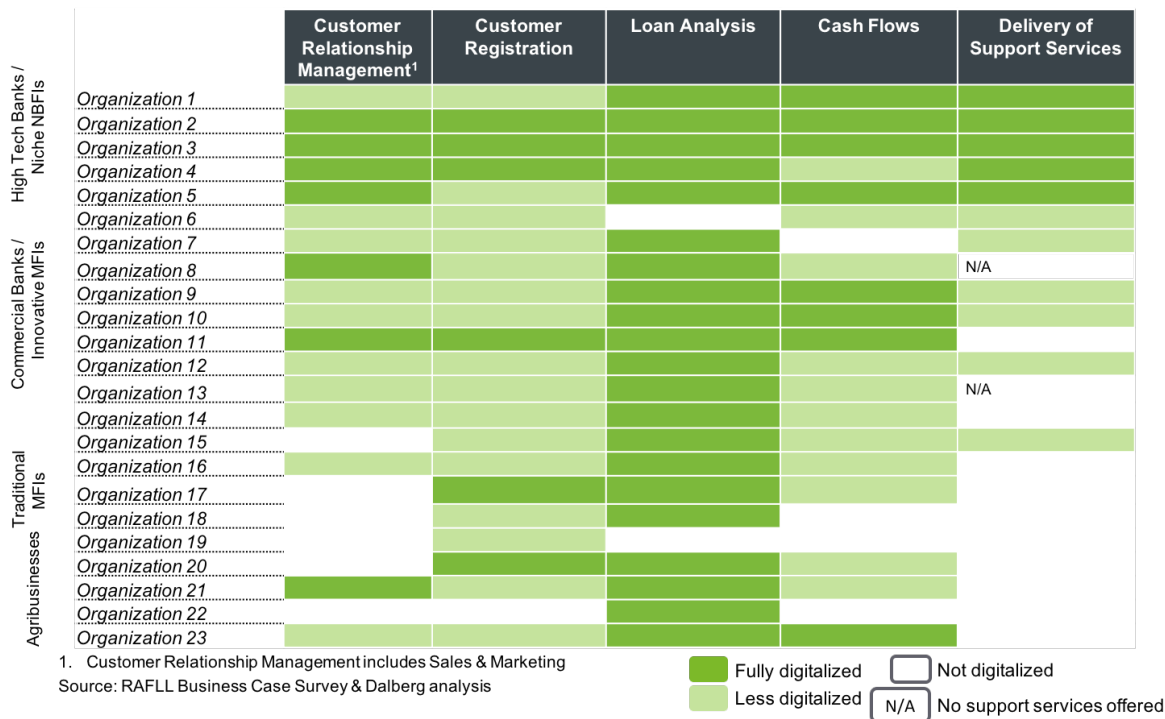 Customer
Relationship
Management1
Customer
Registration
Loan Analysis
Cash Flows
Delivery of
Support Services
High Tech Banks /
Niche NBFIs
Organization 1
Organization 2
Organization 3
Organization 4
Organization 5
Organization 6
Commercial Banks /
Innovative MFIs
Organization 7
Organization 8
N/A
Organization 9
Organization 10
Organization 11
Organization 12
Organization 13
N/A
Organization 14
Organization 15
Traditional
MFIs
Organization 16
Organization 17
Organization 18
Agribusinesses
Organization 19
Organization 20
Organization 21
Organization 22
Organization 23
1. Customer Relationship Management includes Sales & Marketing
Source: RAFLL Business Case Survey & Dalberg analysis
Fully digitalized
Not digitalized
Less digitalized
N/A No support services offered